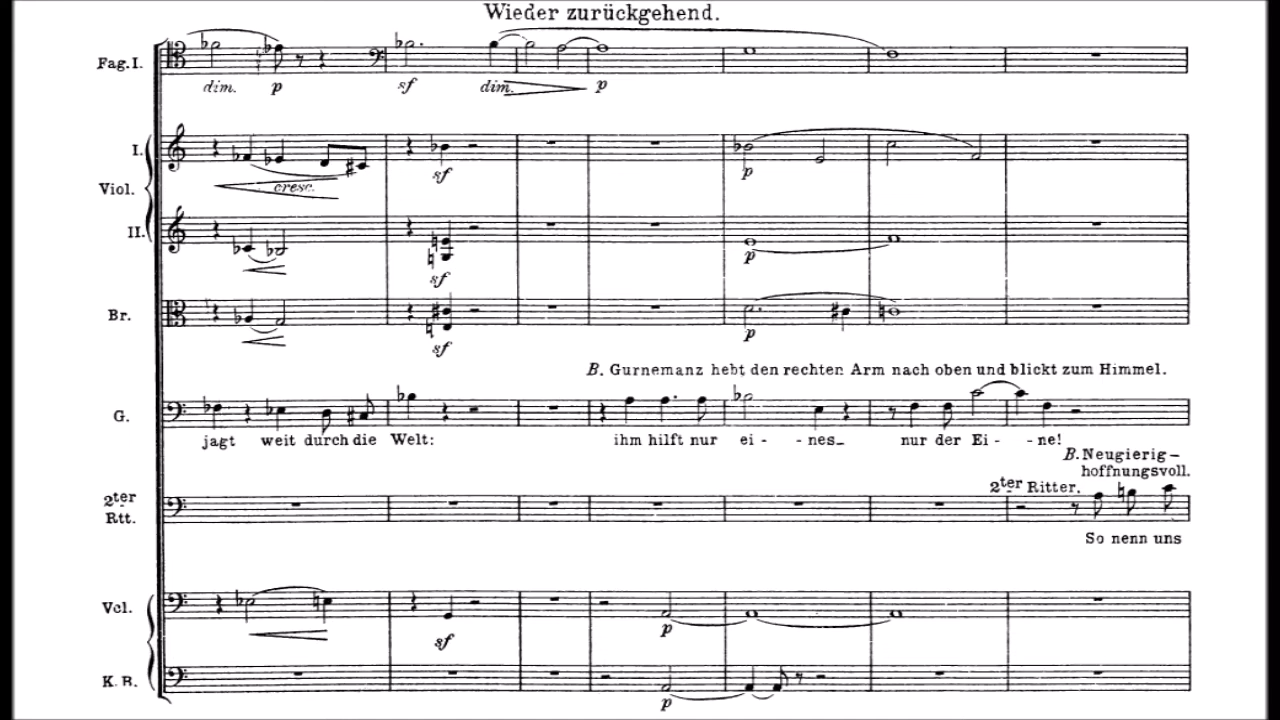 Wieder zurückgehend.
Fag. I.
dim. p sf dim. p
I.
Viol.
cresc. sf p
II.
sf p
Br.
sf p
B. Gurnemanz hebt den rechten Arm nach oben und blickt zum Himmel.
G.
jagt weit durch die Welt: ihm hilft nur ei - - nes_ nur der Ei - - ne!
B. Neugierig –
hoffnungsvoll.
2ter Ritter.
2ter
Rtt.
So nenn uns
Vcl.
sf p
K. B.
p